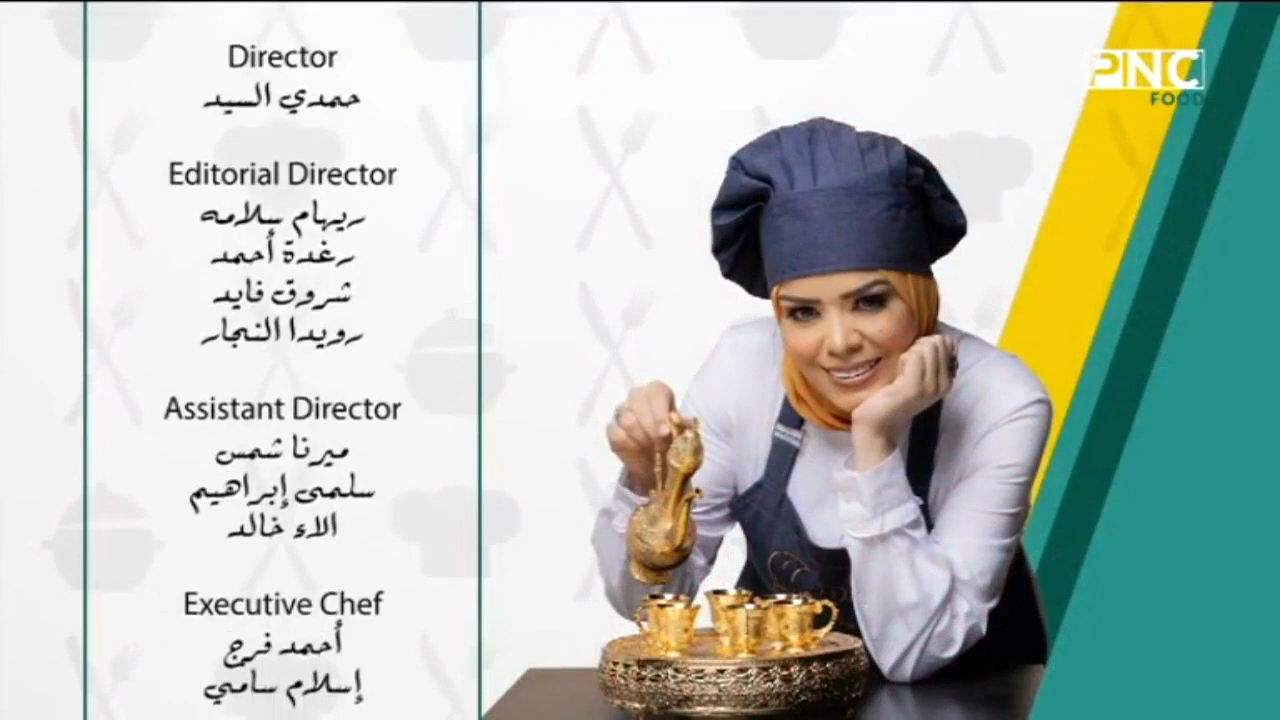 Director
حمدي السيد
Editorial Director
ريهام سلامه
رغدة أحمد
شروق فايد
رويدا النجار
Assistant Director
ميرنا شمس
سلمى إبراهيم
الاء خالد
Executive Chef
أحمد فرج
إسلام سامي
PNC
FOOD